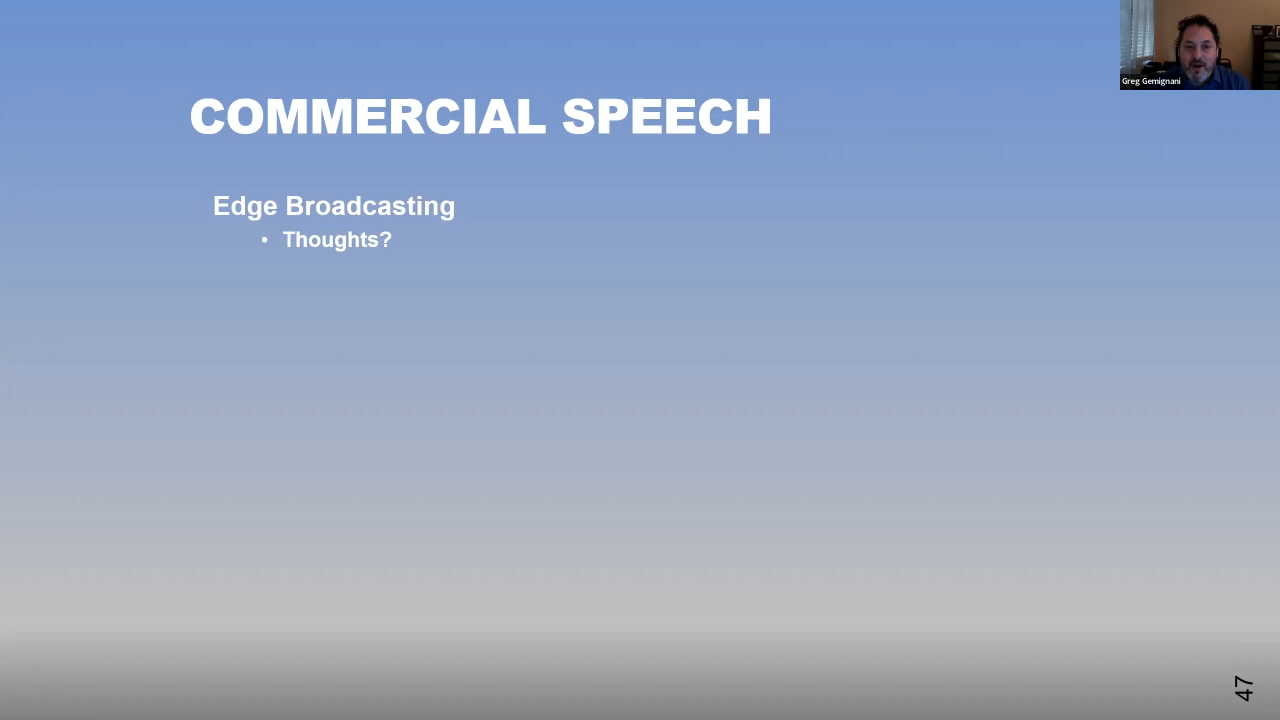 COMMERCIAL SPEECH
Edge Broadcasting
• Thoughts?
Greg Gemignani
47